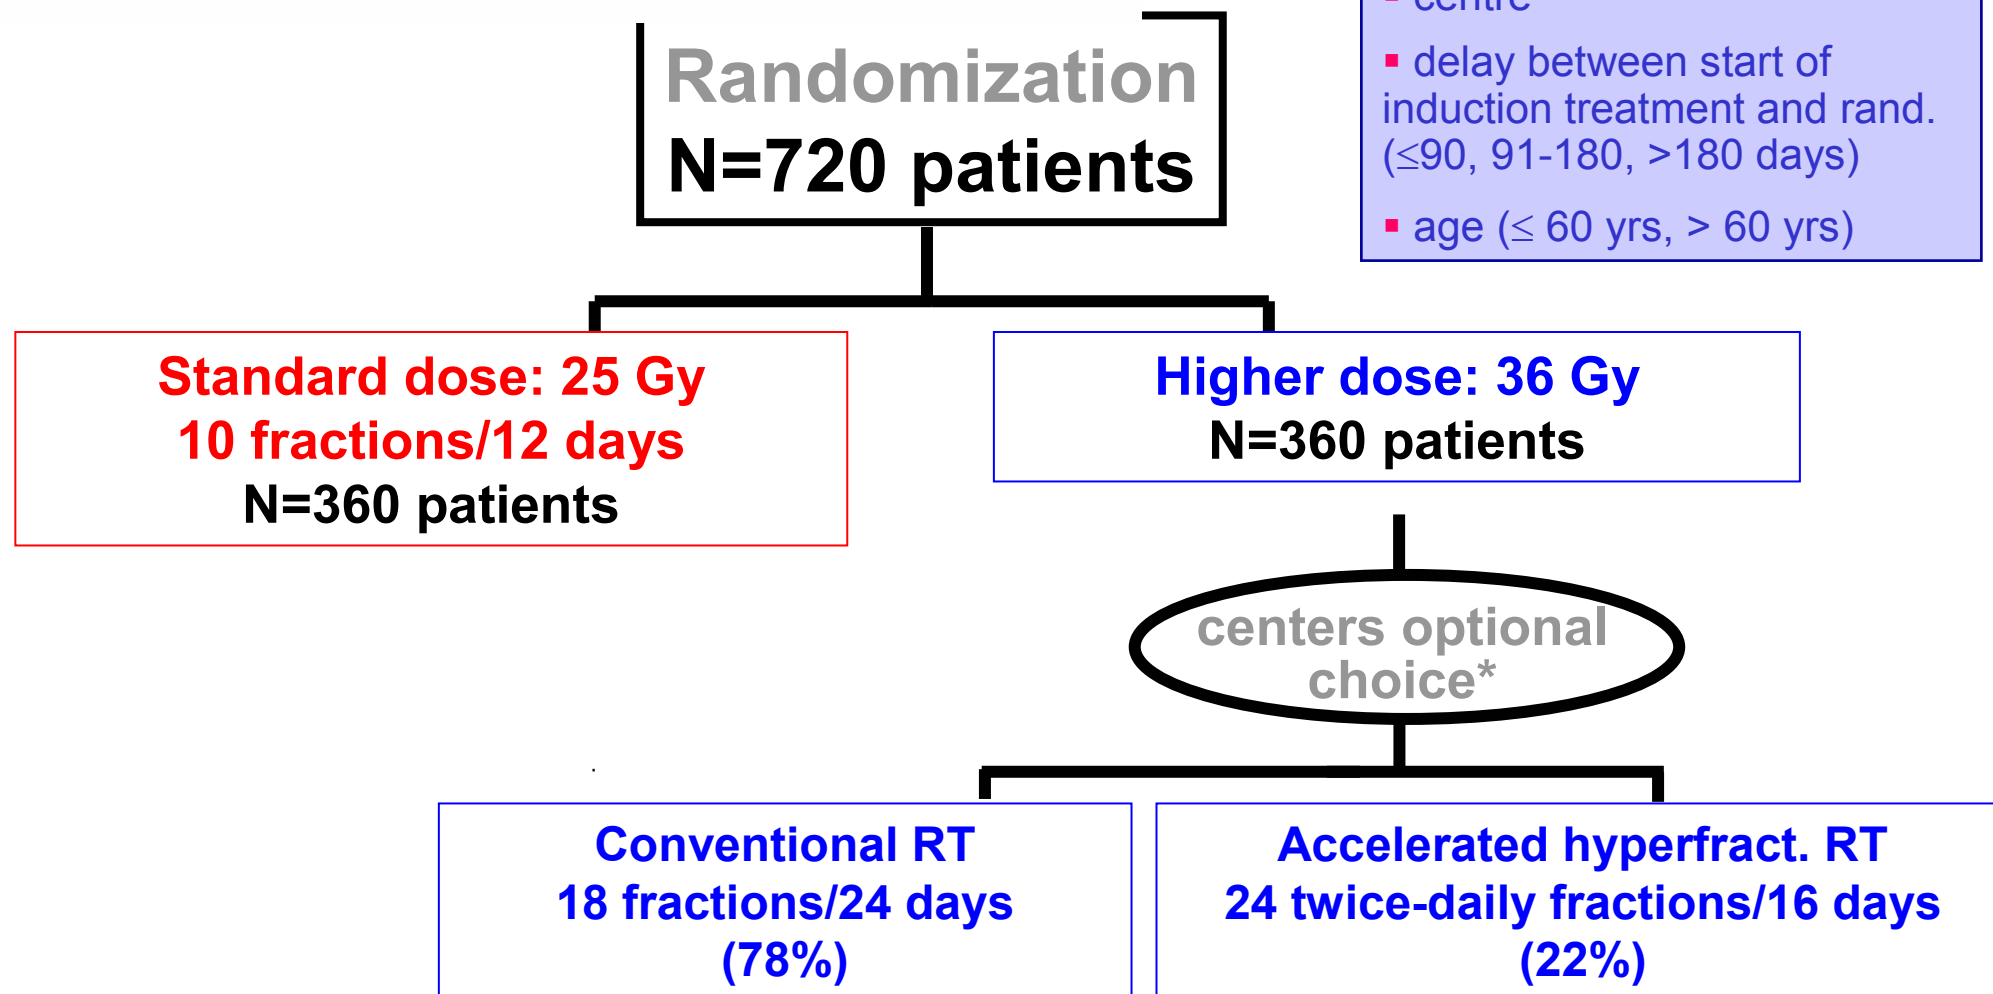 Randomization
N=720 patients
▪ centre
▪ delay between start of
induction treatment and rand.
(≤90, 91-180, >180 days)
▪ age (≤ 60 yrs, > 60 yrs)
Standard dose: 25 Gy
10 fractions/12 days
N=360 patients
Higher dose: 36 Gy
N=360 patients
centers optional
choice*
Conventional RT
18 fractions/24 days
(78%)
Accelerated hyperfract. RT
24 twice-daily fractions/16 days
(22%)